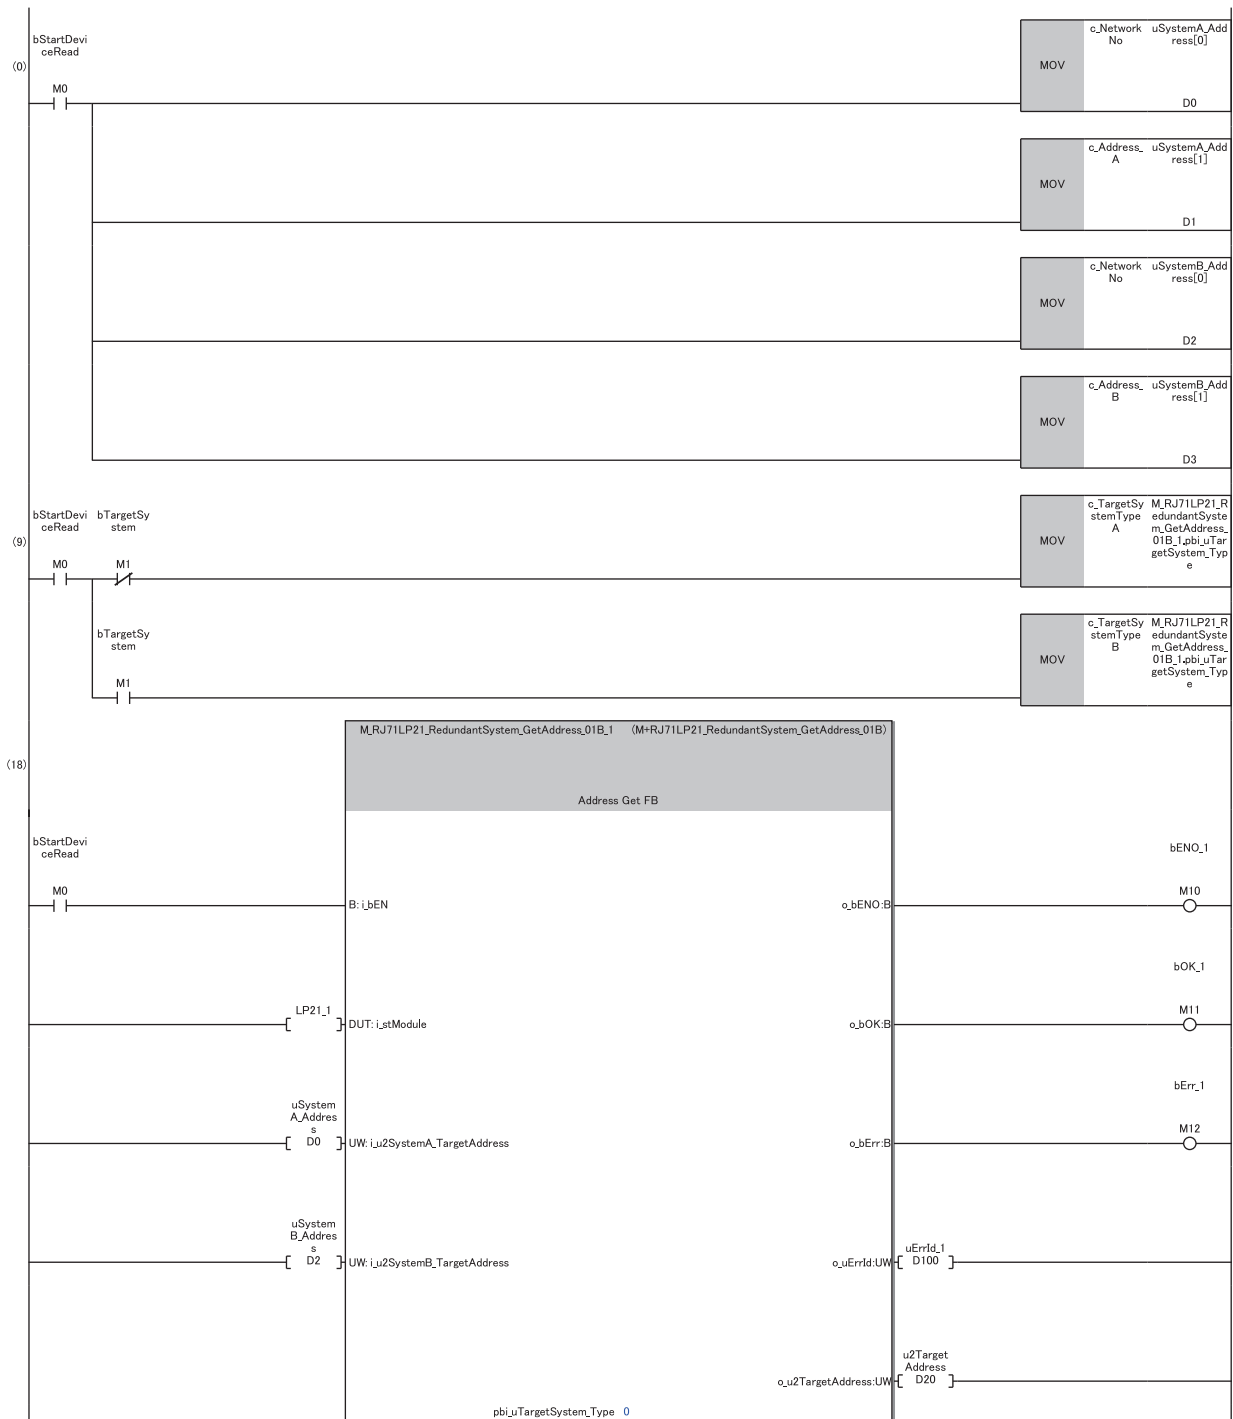 bStartDevi
ceRead
(0)
M0
MOV
c_Network
No
uSystemA_Add
ress[0]
D0
MOV
c_Address_
A
uSystemA_Add
ress[1]
D1
MOV
c_Network
No
uSystemB_Add
ress[0]
D2
MOV
c_Address_
B
uSystemB_Add
ress[1]
D3
bStartDevi
ceRead
bTargetSy
stem
(9)
M0
M1
MOV
c_TargetSy
stemType
A
M_RJ71LP21_R
edundantSyste
m_GetAddress_
01B_1.pbi_uTar
getSystem_Typ
e
bTargetSy
stem
M1
MOV
c_TargetSy
stemType
B
M_RJ71LP21_R
edundantSyste
m_GetAddress_
01B_1.pbi_uTar
getSystem_Typ
e
(18)
M_RJ71LP21_RedundantSystem_GetAddress_01B_1 (M+RJ71LP21_RedundantSystem_GetAddress_01B)
Address Get FB
bStartDevi
ceRead
M0
B: i_bEN
o_bENO:B
bENO_1
M10
LP21_1
DUT: i_stModule
o_bOK:B
bOK_1
M11
uSystem
A_Addres
s
D0
UW: i_u2SystemA_TargetAddress
o_bErr:B
bErr_1
M12
uSystem
B_Addres
s
D2
UW: i_u2SystemB_TargetAddress
o_uErrId:UW
uErrId_1
D100
o_u2TargetAddress:UW
u2Target
Address
D20
pbi_uTargetSystem_Type 0